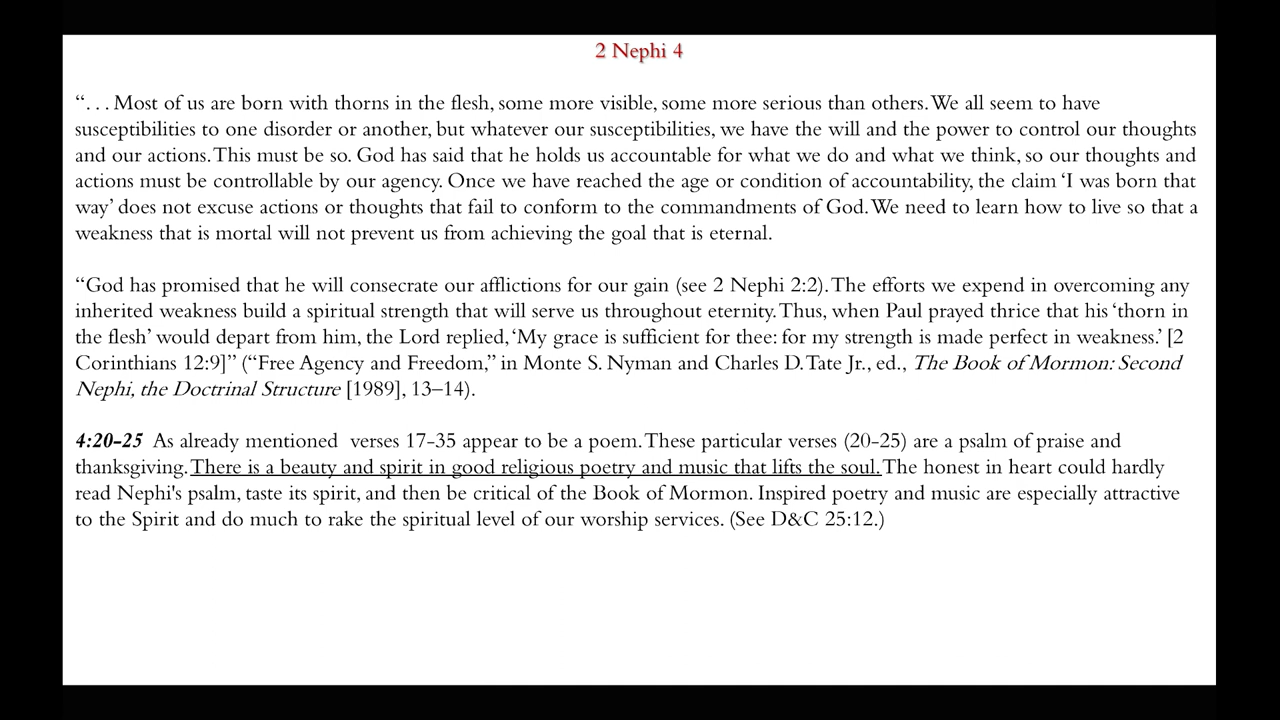 2 Nephi 4
“. . . Most of us are born with thorns in the flesh, some more visible, some more serious than others. We all seem to have
susceptibilities to one disorder or another, but whatever our susceptibilities, we have the will and the power to control our thoughts
and our actions. This must be so. God has said that he holds us accountable for what we do and what we think, so our thoughts and
actions must be controllable by our agency. Once we have reached the age or condition of accountability, the claim ‘I was born that
way’ does not excuse actions or thoughts that fail to conform to the commandments of God. We need to learn how to live so that a
weakness that is mortal will not prevent us from achieving the goal that is eternal.
“God has promised that he will consecrate our afflictions for our gain (see 2 Nephi 2:2). The efforts we expend in overcoming any
inherited weakness build a spiritual strength that will serve us throughout eternity. Thus, when Paul prayed thrice that his ‘thorn in
the flesh’ would depart from him, the Lord replied, ‘My grace is sufficient for thee: for my strength is made perfect in weakness.’ [2
Corinthians 12:9]” (“Free Agency and Freedom,” in Monte S. Nyman and Charles D. Tate Jr., ed., The Book of Mormon: Second
Nephi, the Doctrinal Structure [1989], 13–14).
4:20-25 As already mentioned verses 17-35 appear to be a poem. These particular verses (20-25) are a psalm of praise and
thanksgiving. There is a beauty and spirit in good religious poetry and music that lifts the soul. The honest in heart could hardly
read Nephi's psalm, taste its spirit, and then be critical of the Book of Mormon. Inspired poetry and music are especially attractive
to the Spirit and do much to rake the spiritual level of our worship services. (See D&C 25:12.)